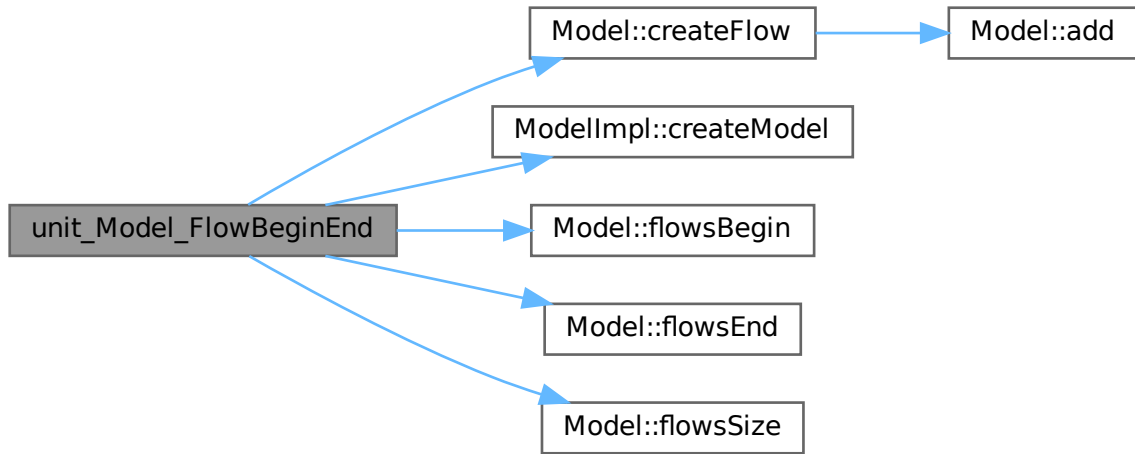 Model::createFlow
Model::add
ModelImpl::createModel
unit_Model_FlowBeginEnd
Model::flowsBegin
Model::flowsEnd
Model::flowsSize